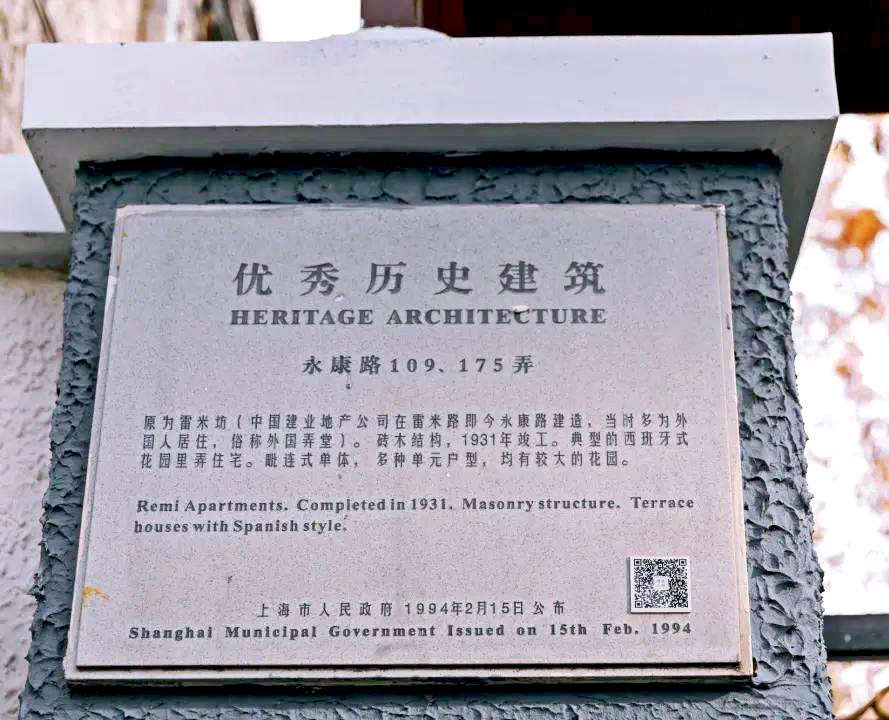 优秀历史建筑
HERITAGE ARCHITECTURE
永康路109、175弄
原为雷米坊（中国建业地产公司在雷米路即今永康路建造，当时多为外
国人居住，俗称外国弄堂）。砖木结构，1931年竣工。典型的西班牙式
花园里弄住宅。毗连式单体，多种单元户型，均有较大的花园。
Remi Apartments. Completed in 1931. Masonry structure. Terrace
houses with Spanish style.
上海市人民政府 1994年2月15日公布
Shanghai Municipal Government Issued on 15th Feb. 1994